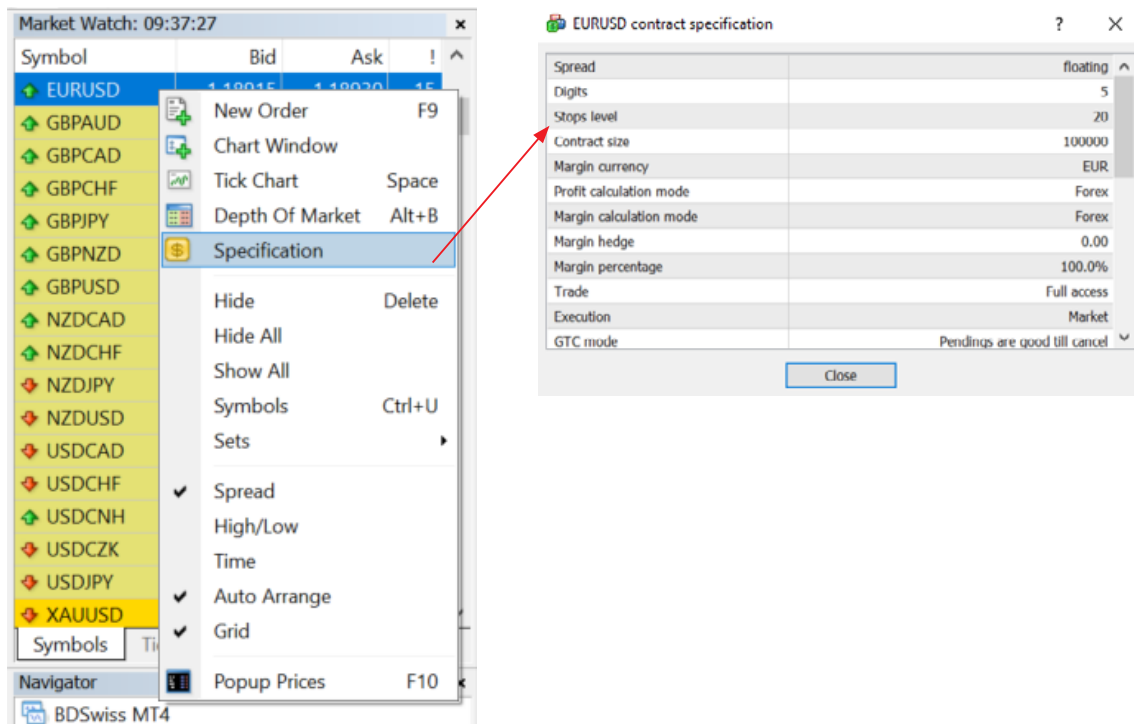 Market Watch: 09:37:27
Symbol Bid Ask !
EURUSD 1.18915 1.18930 15
GBPAUD
GBPCAD
GBPCHF
GBPJPY
GBPNZD
GBPUSD
NZDCAD
NZDCHF
NZDJPY
NZDUSD
USDCAD
USDCHF
USDCNH
USDCZK
USDJPY
XAUUSD
Symbols
Navigator
BDSwiss MT4
New Order F9
Chart Window
Tick Chart Space
Depth Of Market Alt+B
Specification
Hide Delete
Hide All
Show All
Symbols Ctrl+U
Sets
Spread
High/Low
Time
Auto Arrange
Grid
Popup Prices F10
EURUSD contract specification
Spread floating
Digits 5
Stops level 20
Contract size 100000
Margin currency EUR
Profit calculation mode Forex
Margin calculation mode Forex
Margin hedge 0.00
Margin percentage 100.0%
Trade Full access
Execution Market
GTC mode Pendings are good till cancel
Close